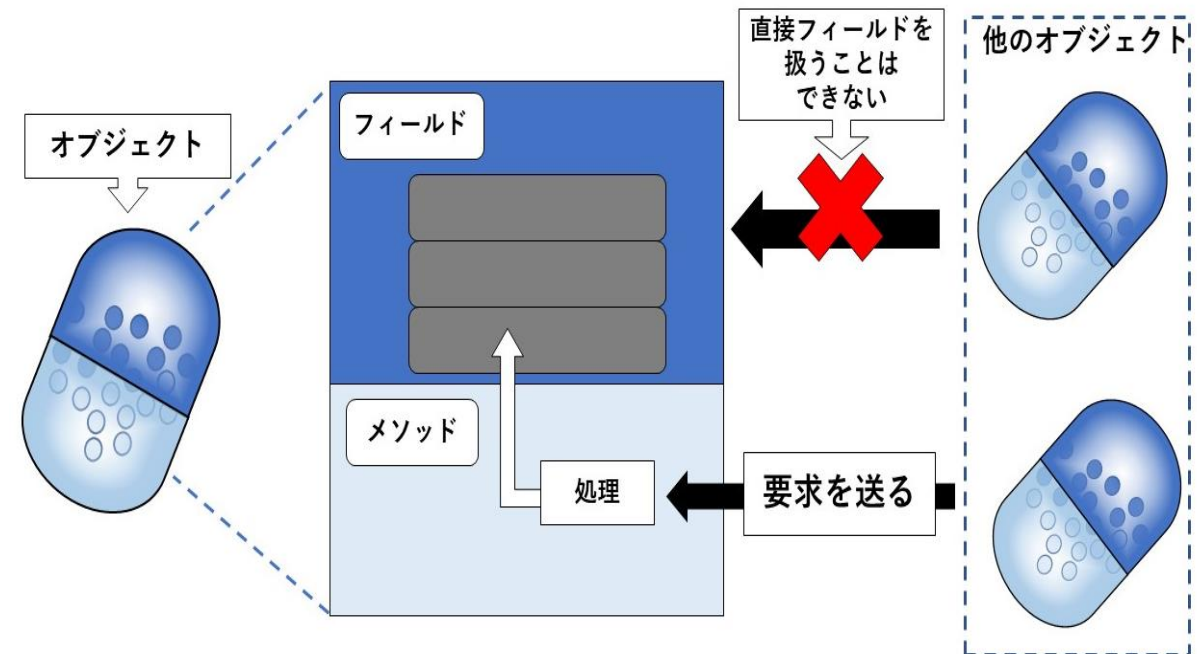 オブジェクト
フィールド
メソッド
処理
直接フィールドを
扱うことは
できない
要求を送る
他のオブジェクト